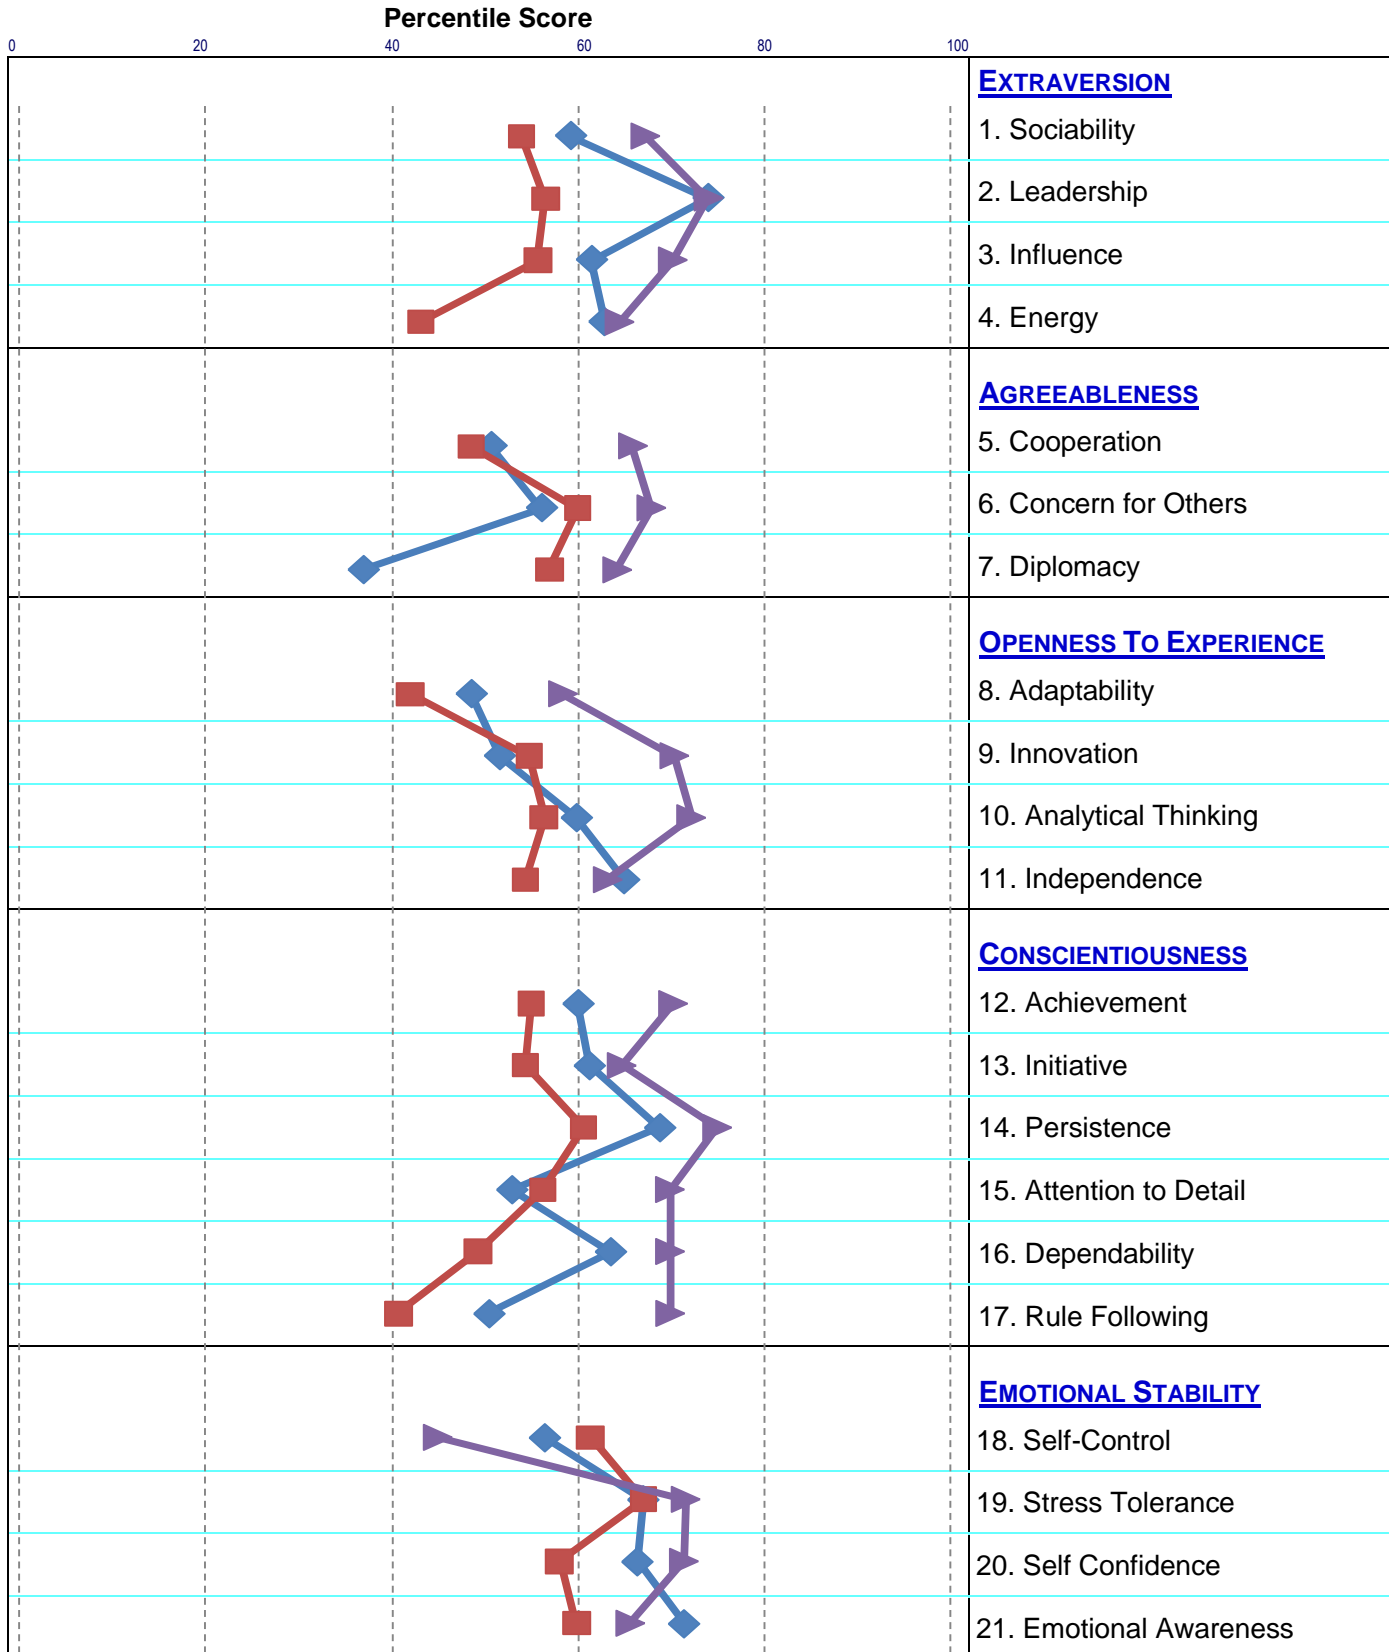 Percentile Score
0 20 40 60 80 100
EXTRAVERSION
1. Sociability
2. Leadership
3. Influence
4. Energy
AGREEABLENESS
5. Cooperation
6. Concern for Others
7. Diplomacy
OPENNESS TO EXPERIENCE
8. Adaptability
9. Innovation
10. Analytical Thinking
11. Independence
CONSCIENTIOUSNESS
12. Achievement
13. Initiative
14. Persistence
15. Attention to Detail
16. Dependability
17. Rule Following
EMOTIONAL STABILITY
18. Self-Control
19. Stress Tolerance
20. Self Confidence
21. Emotional Awareness